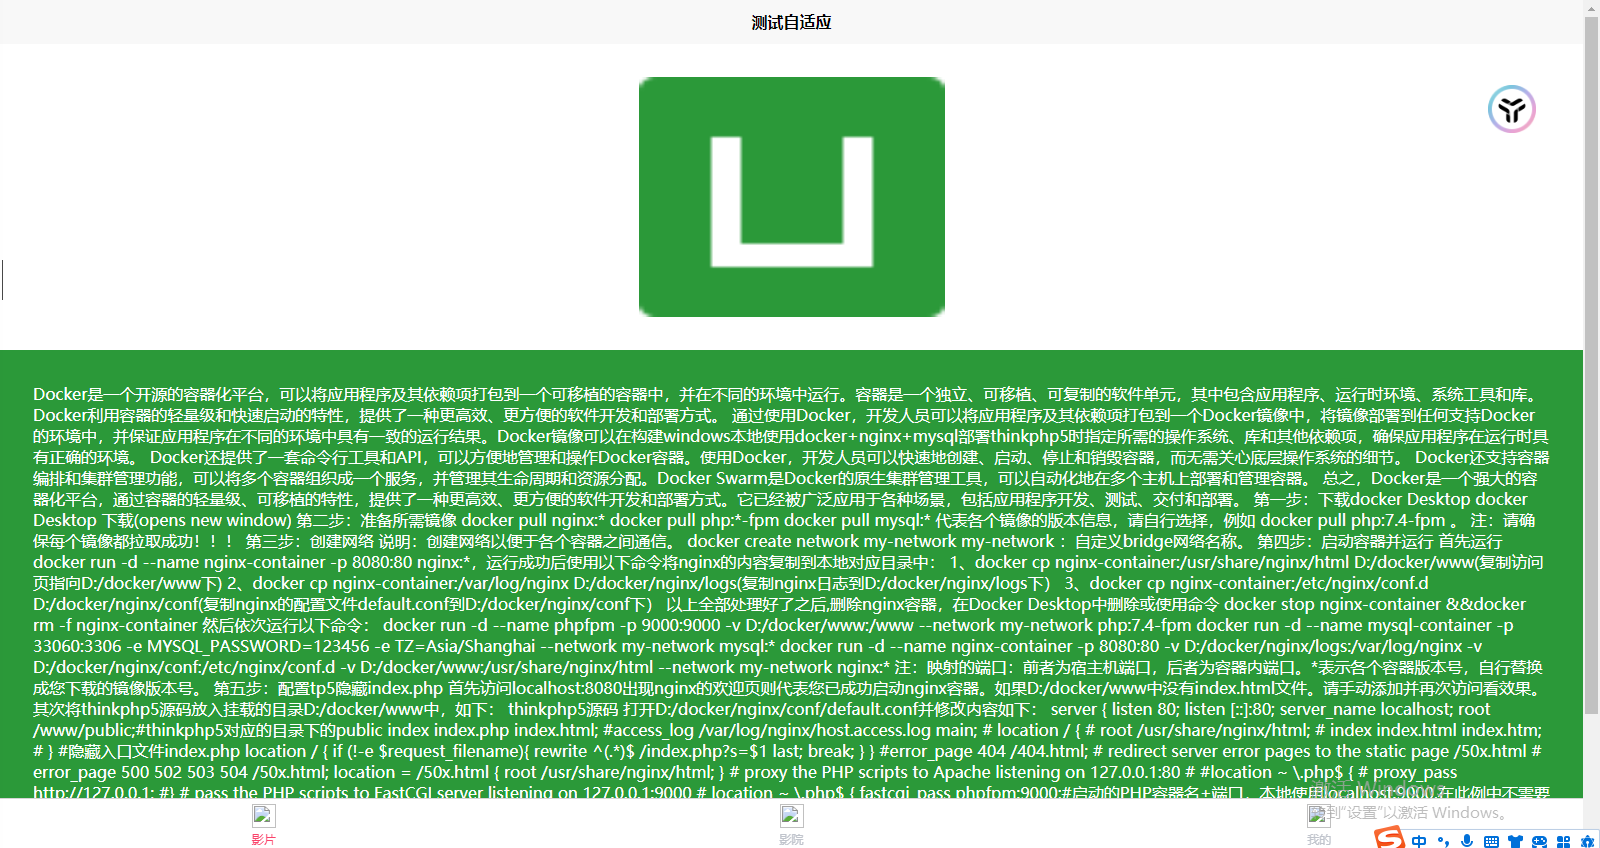 测试自适应
Docker是一个开源的容器化平台，可以将应用程序及其依赖项打包到一个可移植的容器中，并在不同的环境中运行。容器是一个独立、可移植、可复制的软件单元，其中包含应用程序、运行时环境、系统工具和库。
Docker利用容器的轻量级和快速启动的特性，提供了一种更高效、更方便的软件开发和部署方式。 通过使用Docker，开发人员可以将应用程序及其依赖项打包到一个Docker镜像中，将镜像部署到任何支持Docker
的环境中，并保证应用程序在不同的环境中具有一致的运行结果。Docker镜像可以在构建windows本地使用docker+nginx+mysql部署thinkphp5时指定所需的操作系统、库和其他依赖项，确保应用程序在运行时具
有正确的环境。 Docker还提供了一套命令行工具和API，可以方便地管理和操作Docker容器。使用Docker，开发人员可以快速地创建、启动、停止和销毁容器，而无需关心底层操作系统的细节。 Docker还支持容器
编排和集群管理功能，可以将多个容器组织成一个服务，并管理其生命周期和资源分配。Docker Swarm是Docker的原生集群管理工具，可以自动化地在多个主机上部署和管理容器。 总之，Docker是一个强大的容
器化平台，通过容器的轻量级、可移植的特性，提供了一种更高效、更方便的软件开发和部署方式。它已经被广泛应用于各种场景，包括应用程序开发、测试、交付和部署。 第一步：下载docker Desktop docker
Desktop 下载(opens new window) 第二步：准备所需镜像 docker pull nginx:* docker pull php:*-fpm docker pull mysql:* 代表各个镜像的版本信息，请自行选择，例如 docker pull php:7.4-fpm 。 注：请确
保每个镜像都拉取成功！！！ 第三步：创建网络 说明：创建网络以便于各个容器之间通信。 docker create network my-network my-network ：自定义bridge网络名称。 第四步：启动容器并运行 首先运行
docker run -d --name nginx-container -p 8080:80 nginx:*，运行成功后使用以下命令将nginx的内容复制到本地对应目录中： 1、docker cp nginx-container:/usr/share/nginx/html D:/docker/www(复制访问
页指向D:/docker/www下) 2、docker cp nginx-container:/var/log/nginx D:/docker/nginx/logs(复制nginx日志到D:/docker/nginx/logs下） 3、docker cp nginx-container:/etc/nginx/conf.d
D:/docker/nginx/conf(复制nginx的配置文件default.conf到D:/docker/nginx/conf下） 以上全部处理好了之后,删除nginx容器，在Docker Desktop中删除或使用命令 docker stop nginx-container &&docker
rm -f nginx-container 然后依次运行以下命令： docker run -d --name phpfpm -p 9000:9000 -v D:/docker/www:/www --network my-network php:7.4-fpm docker run -d --name mysql-container -p
33060:3306 -e MYSQL_PASSWORD=123456 -e TZ=Asia/Shanghai --network my-network mysql:* docker run -d --name nginx-container -p 8080:80 -v D:/docker/nginx/logs:/var/log/nginx -v
D:/docker/nginx/conf:/etc/nginx/conf.d -v D:/docker/www:/usr/share/nginx/html --network my-network nginx:* 注：映射的端口：前者为宿主机端口，后者为容器内端口。*表示各个容器版本号，自行替换
成您下载的镜像版本号。 第五步：配置tp5隐藏index.php 首先访问localhost:8080出现nginx的欢迎页则代表您已成功启动nginx容器。如果D:/docker/www中没有index.html文件。请手动添加并再次访问看效果。
其次将thinkphp5源码放入挂载的目录D:/docker/www中，如下： thinkphp5源码 打开D:/docker/nginx/conf/default.conf并修改内容如下： server { listen 80; listen [::]:80; server_name localhost; root
/www/public;#thinkphp5对应的目录下的public index index.php index.html; #access_log /var/log/nginx/host.access.log main; # location / { # root /usr/share/nginx/html; # index index.html index.htm;
# } #隐藏入口文件index.php location / { if (!-e $request_filename){ rewrite ^(.*)$ /index.php?s=$1 last; break; } } #error_page 404 /404.html; # redirect server error pages to the static page /50x.html #
error_page 500 502 503 504 /50x.html; location = /50x.html { root /usr/share/nginx/html; } # proxy the PHP scripts to Apache listening on 127.0.0.1:80 # #location ~ \.php$ { # proxy_pass
http://127.0.0.1; #} # pass the PHP scripts to FastCGI server listening on 127.0.0.1:9000 # location ~ \.php$ { fastcgi_pass phpfpm:9000;#启动的PHP容器名+端口，本地使用localhost:9000,在此例中不需要
激活 Windows
转到“设置”以激活 Windows。
影片
影院
我的
中